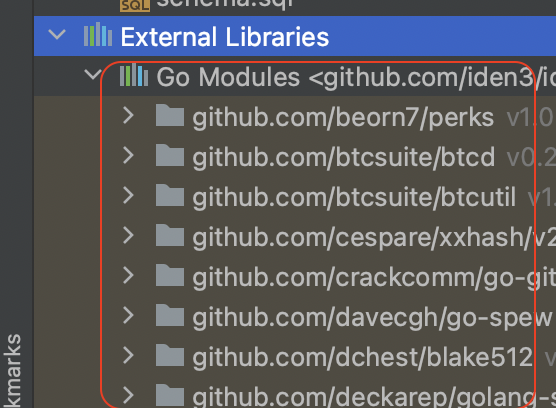 schema.sql
SQL
External Libraries
Go Modules <github.com/iden3/
github.com/beorn7/perks v1.0
github.com/btcsuite/btcd v0.2
github.com/btcsuite/btcutil v1.
github.com/cespare/xxhash/v2
github.com/crackcomm/go-git
github.com/davecgh/go-spew
github.com/dchest/blake512 v
github.com/deckarep/golang-s
kmarks